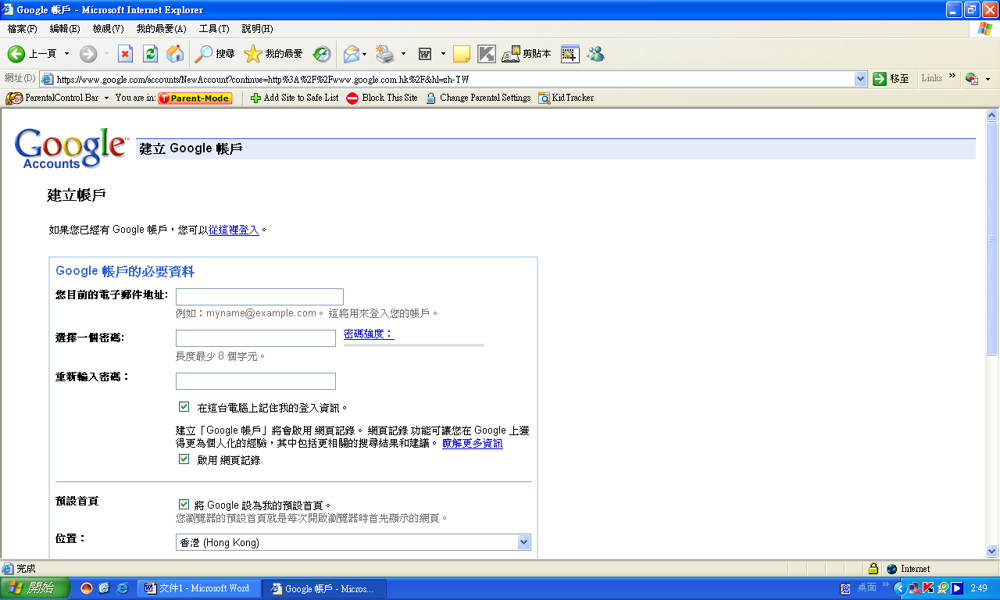 Google 帳戶 - Microsoft Internet Explorer
檔案(F) 編輯(E) 檢視(V) 我的最愛(A) 工具(T) 說明(H)
上一頁 搜尋 我的最愛 剪貼本
網址(D) https://www.google.com/accounts/NewAccount?continue=http%3A%2F%2Fwww.google.com.hk%2F&hl=zh-TW 移至 Links »
ParentalControl Bar You are in: Parent-Mode Add Site to Safe List Block This Site Change Parental Settings KidTracker
Google™
Accounts
建立 Google 帳戶
建立帳戶
如果您已經有 Google 帳戶，您可以從這裡登入。
Google 帳戶的必要資料
您目前的電子郵件地址:
例如：myname@example.com。 這將用來登入您的帳戶。
選擇一個密碼: 密碼強度：
長度最少 8 個字元。
重新輸入密碼：
在這台電腦上記住我的登入資訊。
建立「Google 帳戶」將會啟用 網頁記錄。 網頁記錄 功能可讓您在 Google 上獲
得更為個人化的經驗，其中包括更相關的搜尋結果和建議。 瞭解更多資訊
啟用 網頁記錄.
預設首頁 將 Google 設為我的預設首頁。
您瀏覽器的預設首頁就是每次開啟瀏覽器時首先顯示的網頁。
位置： 香港 (Hong Kong)
完成 Internet
開始 文件1 - Microsoft Word Google 帳戶 - Micros... 桌面 » 2:49